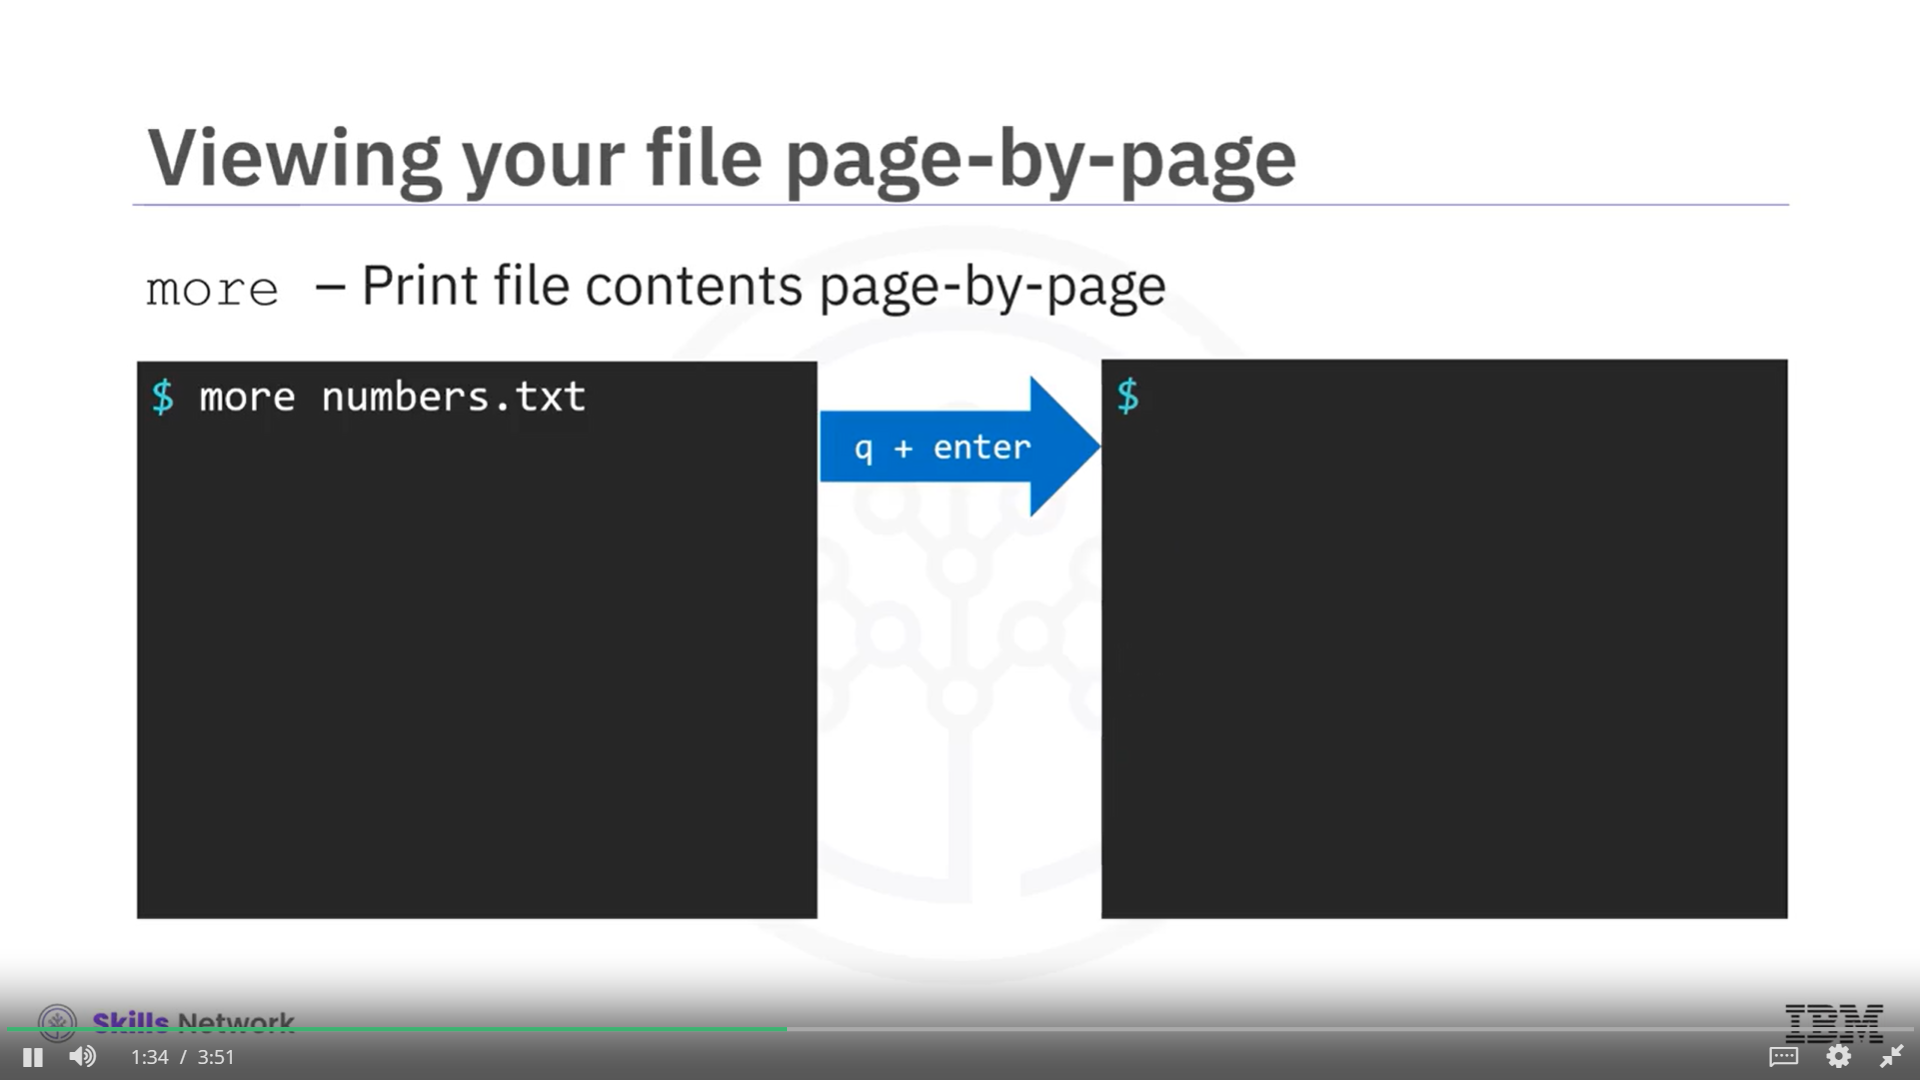 Viewing your file page-by-page
more – Print file contents page-by-page
$ more numbers.txt
q + enter
$
Skills Network
IBM
1:34 / 3:51